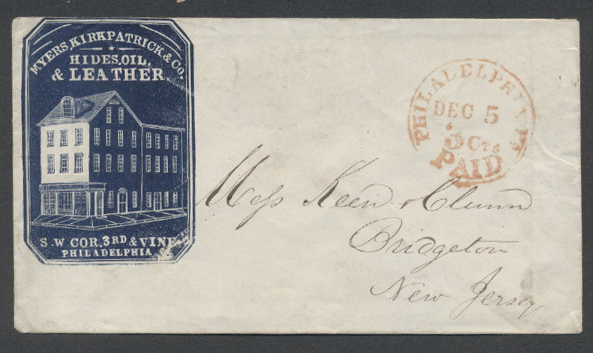 MYERS, KIRKPATRICK & Co.
HIDES, OIL,
& LEATHER.
S. W COR. 3RD & VINE
PHILADELPHIA
PHILADELPHIA
DEC 5
3 Cts
PAID
Mess Keen & Clunn
Bridgeton
New Jersey